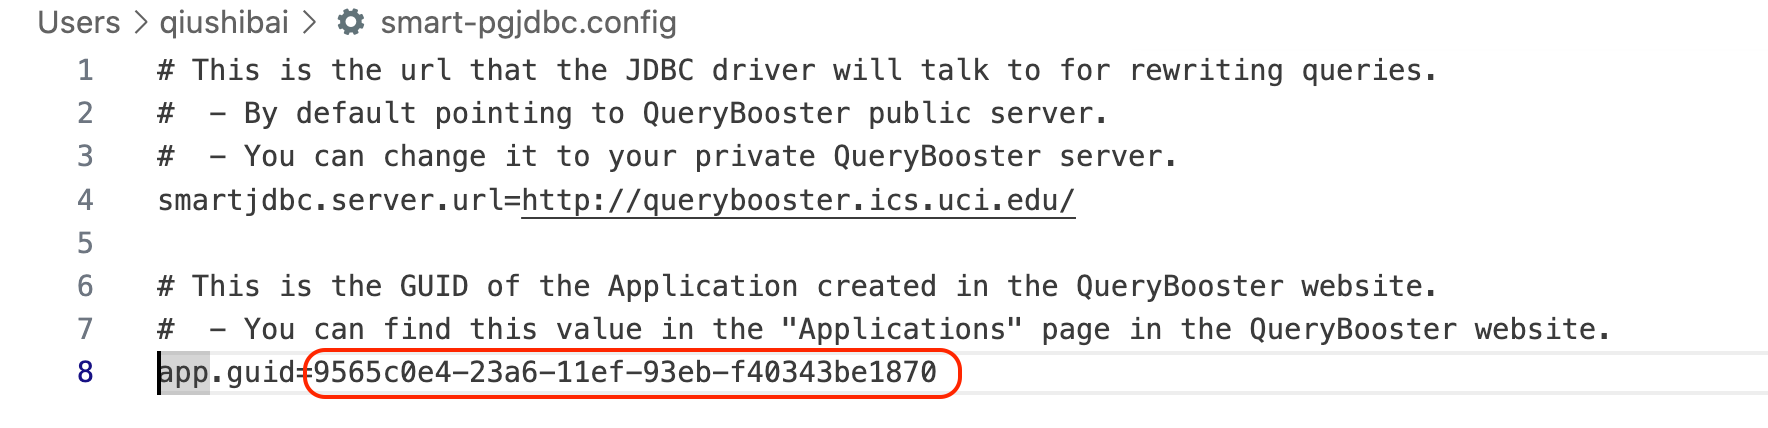 Users > qiushibai > smart-pgjdbc.config
1 # This is the url that the JDBC driver will talk to for rewriting queries.
2 #  - By default pointing to QueryBooster public server.
3 #  - You can change it to your private QueryBooster server.
4 smartjdbc.server.url=http://querybooster.ics.uci.edu/
5
6 # This is the GUID of the Application created in the QueryBooster website.
7 #  - You can find this value in the "Applications" page in the QueryBooster website.
8 app.guid=9565c0e4-23a6-11ef-93eb-f40343be1870